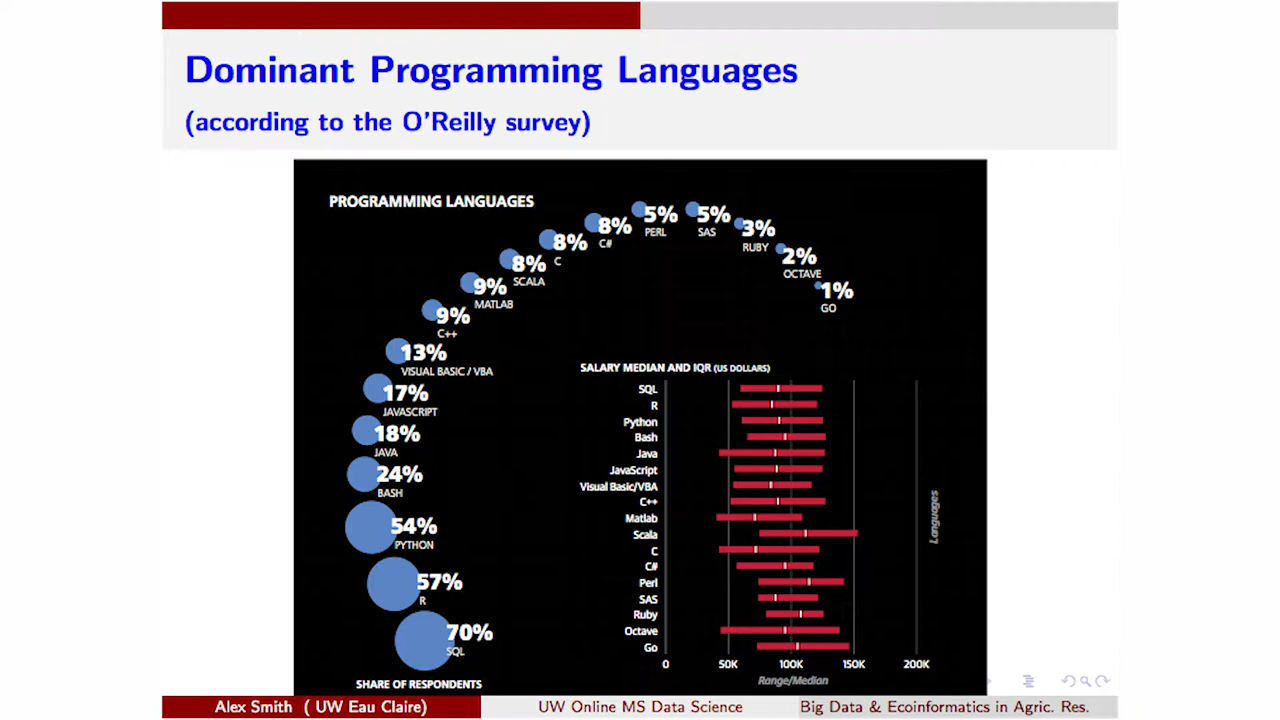 Dominant Programming Languages
(according to the O'Reilly survey)
PROGRAMMING LANGUAGES
5%
PERL
5%
SAS
3%
RUBY
2%
OCTAVE
1%
GO
8%
C#
8%
C
8%
SCALA
9%
MATLAB
9%
C++
13%
VISUAL BASIC / VBA
17%
JAVASCRIPT
18%
JAVA
24%
BASH
54%
PYTHON
57%
R
70%
SQL
SHARE OF RESPONDENTS
SALARY MEDIAN AND IQR (US DOLLARS)
SQL
R
Python
Bash
Java
JavaScript
Visual Basic/VBA
C++
Matlab
Scala
C
C#
Perl
SAS
Ruby
Octave
Go
0 50K 100K 150K 200K
Range/Median
Languages
Alex Smith ( UW Eau Claire) UW Online MS Data Science Big Data & Ecoinformatics in Agric. Res.